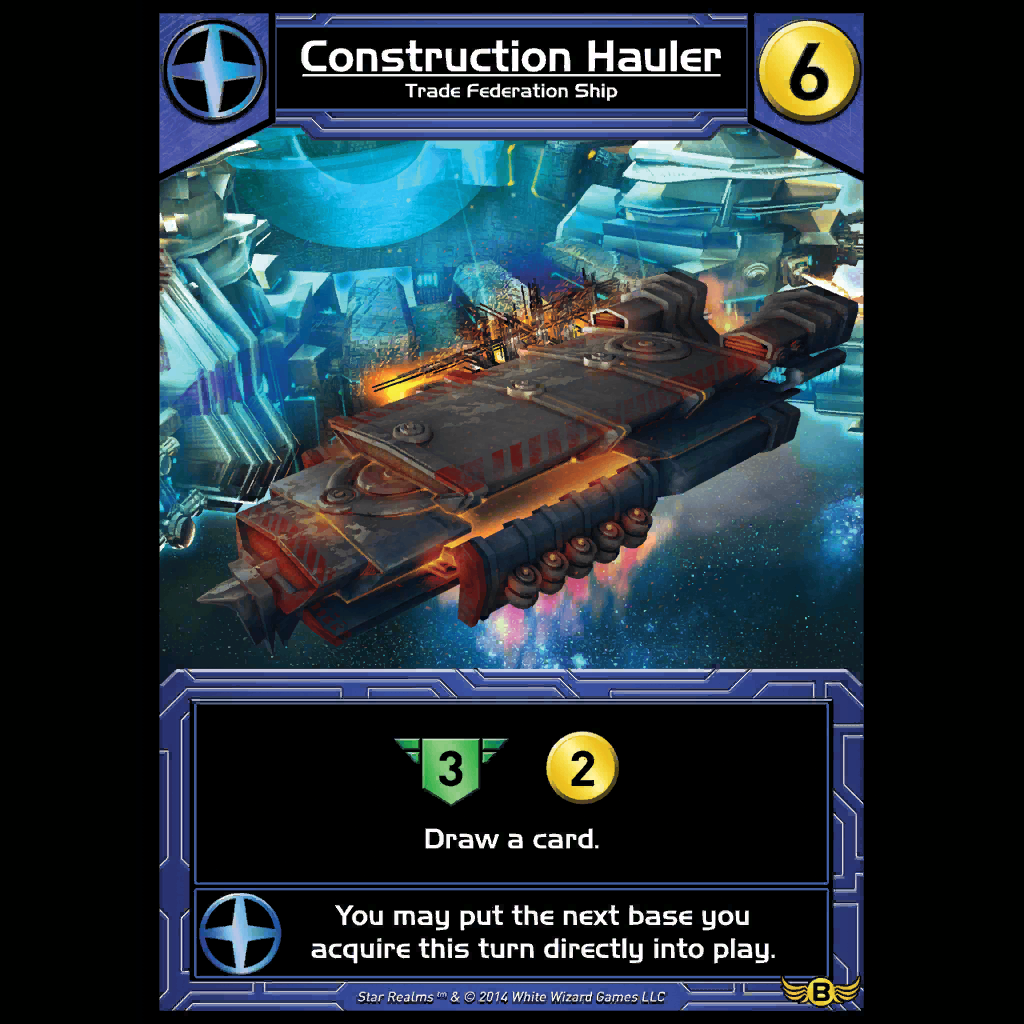 Construction Hauler
Trade Federation Ship
6
3 2
Draw a card.
You may put the next base you
acquire this turn directly into play.
Star Realms™ & © 2014 White Wizard Games LLC
B